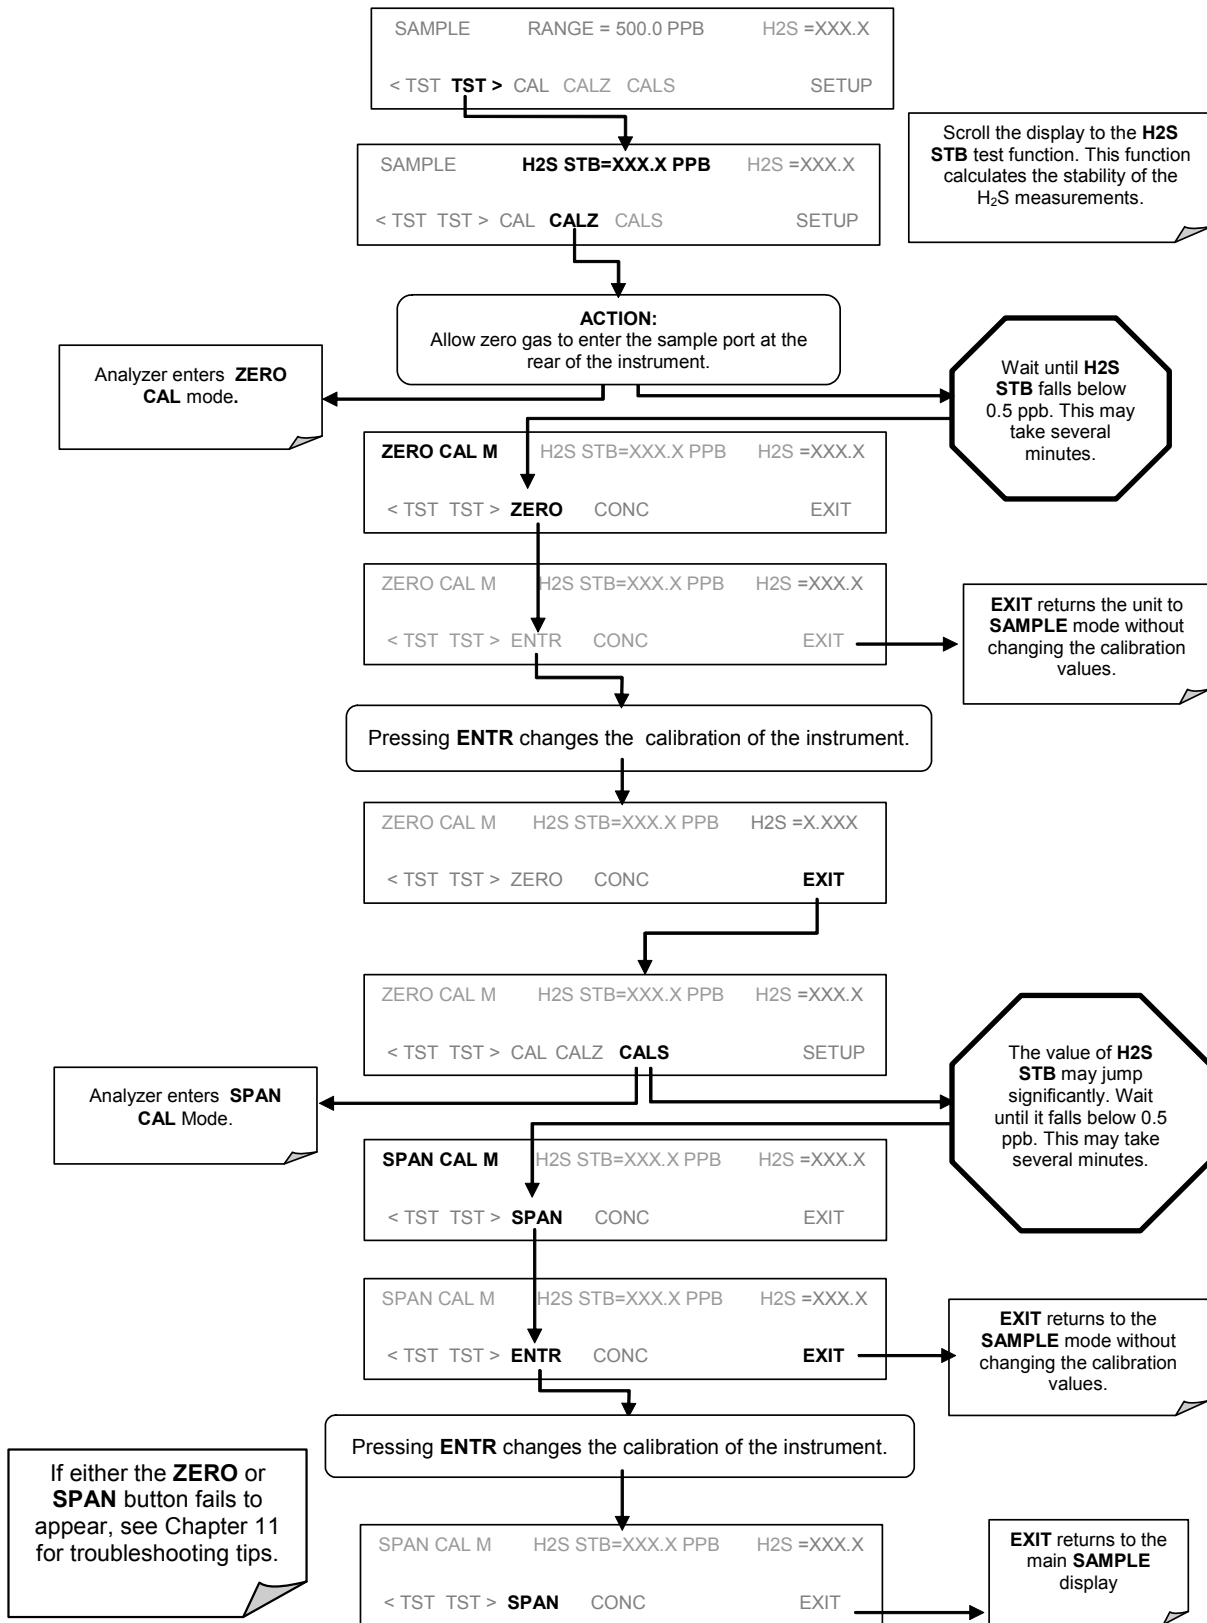 SAMPLE RANGE = 500.0 PPB H2S =XXX.X
< TST TST > CAL CALZ CALS SETUP
Scroll the display to the H2S
STB test function. This function
calculates the stability of the
H₂S measurements.
SAMPLE H2S STB=XXX.X PPB H2S =XXX.X
< TST TST > CAL CALZ CALS SETUP
ACTION:
Allow zero gas to enter the sample port at the
rear of the instrument.
Analyzer enters ZERO
CAL mode.
Wait until H2S
STB falls below
0.5 ppb. This may
take several
minutes.
ZERO CAL M H2S STB=XXX.X PPB H2S =XXX.X
< TST TST > ZERO CONC EXIT
ZERO CAL M H2S STB=XXX.X PPB H2S =XXX.X
< TST TST > ENTR CONC EXIT
EXIT returns the unit to
SAMPLE mode without
changing the calibration
values.
Pressing ENTR changes the calibration of the instrument.
ZERO CAL M H2S STB=XXX.X PPB H2S =X.XXX
< TST TST > ZERO CONC EXIT
ZERO CAL M H2S STB=XXX.X PPB H2S =XXX.X
< TST TST > CAL CALZ CALS SETUP
Analyzer enters SPAN
CAL Mode.
The value of H2S
STB may jump
significantly. Wait
until it falls below 0.5
ppb. This may take
several minutes.
SPAN CAL M H2S STB=XXX.X PPB H2S =XXX.X
< TST TST > SPAN CONC EXIT
SPAN CAL M H2S STB=XXX.X PPB H2S =XXX.X
< TST TST > ENTR CONC EXIT
EXIT returns to the
SAMPLE mode without
changing the calibration
values.
Pressing ENTR changes the calibration of the instrument.
If either the ZERO or
SPAN button fails to
appear, see Chapter 11
for troubleshooting tips.
SPAN CAL M H2S STB=XXX.X PPB H2S =XXX.X
< TST TST > SPAN CONC EXIT
EXIT returns to the
main SAMPLE
display